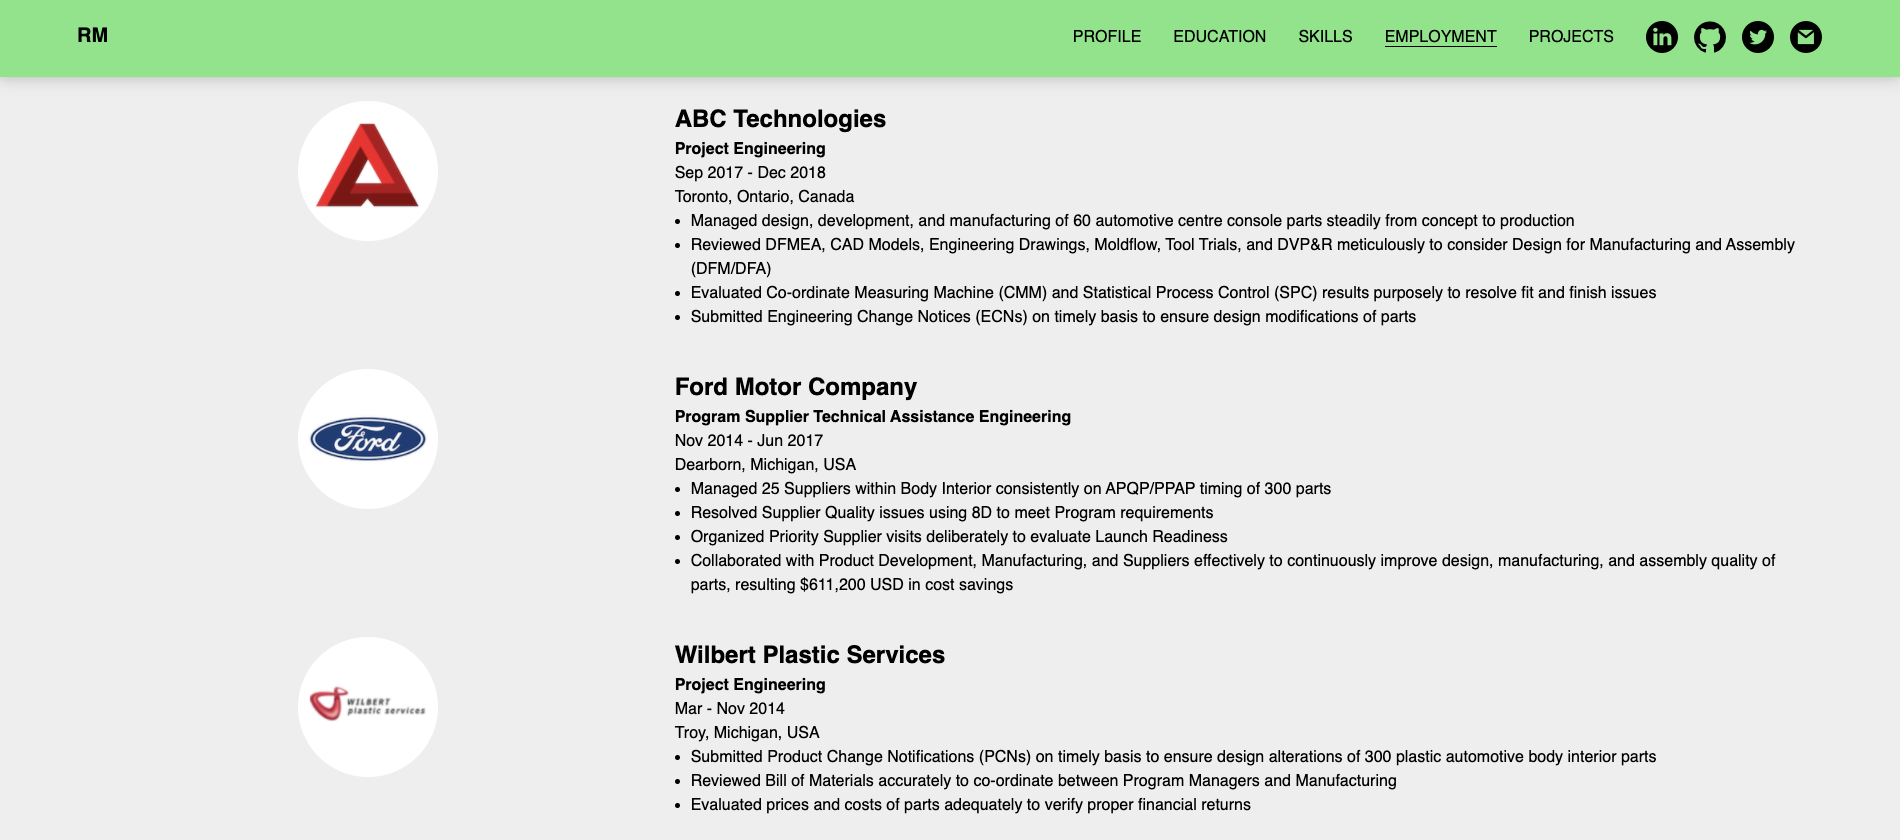 RM
PROFILE EDUCATION SKILLS EMPLOYMENT PROJECTS
ABC Technologies
Project Engineering
Sep 2017 - Dec 2018
Toronto, Ontario, Canada
• Managed design, development, and manufacturing of 60 automotive centre console parts steadily from concept to production
• Reviewed DFMEA, CAD Models, Engineering Drawings, Moldflow, Tool Trials, and DVP&R meticulously to consider Design for Manufacturing and Assembly
(DFM/DFA)
• Evaluated Co-ordinate Measuring Machine (CMM) and Statistical Process Control (SPC) results purposely to resolve fit and finish issues
• Submitted Engineering Change Notices (ECNs) on timely basis to ensure design modifications of parts
Ford
Ford Motor Company
Program Supplier Technical Assistance Engineering
Nov 2014 - Jun 2017
Dearborn, Michigan, USA
• Managed 25 Suppliers within Body Interior consistently on APQP/PPAP timing of 300 parts
• Resolved Supplier Quality issues using 8D to meet Program requirements
• Organized Priority Supplier visits deliberately to evaluate Launch Readiness
• Collaborated with Product Development, Manufacturing, and Suppliers effectively to continuously improve design, manufacturing, and assembly quality of
parts, resulting $611,200 USD in cost savings
WILBERT
plastic services
Wilbert Plastic Services
Project Engineering
Mar - Nov 2014
Troy, Michigan, USA
• Submitted Product Change Notifications (PCNs) on timely basis to ensure design alterations of 300 plastic automotive body interior parts
• Reviewed Bill of Materials accurately to co-ordinate between Program Managers and Manufacturing
• Evaluated prices and costs of parts adequately to verify proper financial returns